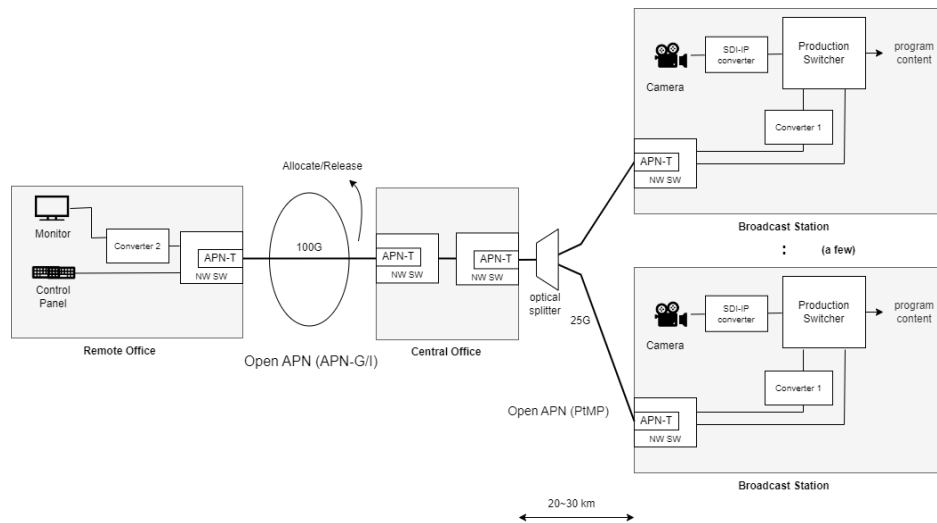 Camera
SDI-IP
converter
Production
Switcher
program
content
Converter 1
APN-T
NW SW
Broadcast Station
:
(a few)
Allocate/Release
Monitor
Converter 2
Control
Panel
APN-T
NW SW
Remote Office
100G
Open APN (APN-G/I)
APN-T
NW SW
APN-T
NW SW
Central Office
optical
splitter
25G
Open APN (PtMP)
20~30 km
Camera
SDI-IP
converter
Production
Switcher
program
content
Converter 1
APN-T
NW SW
Broadcast Station